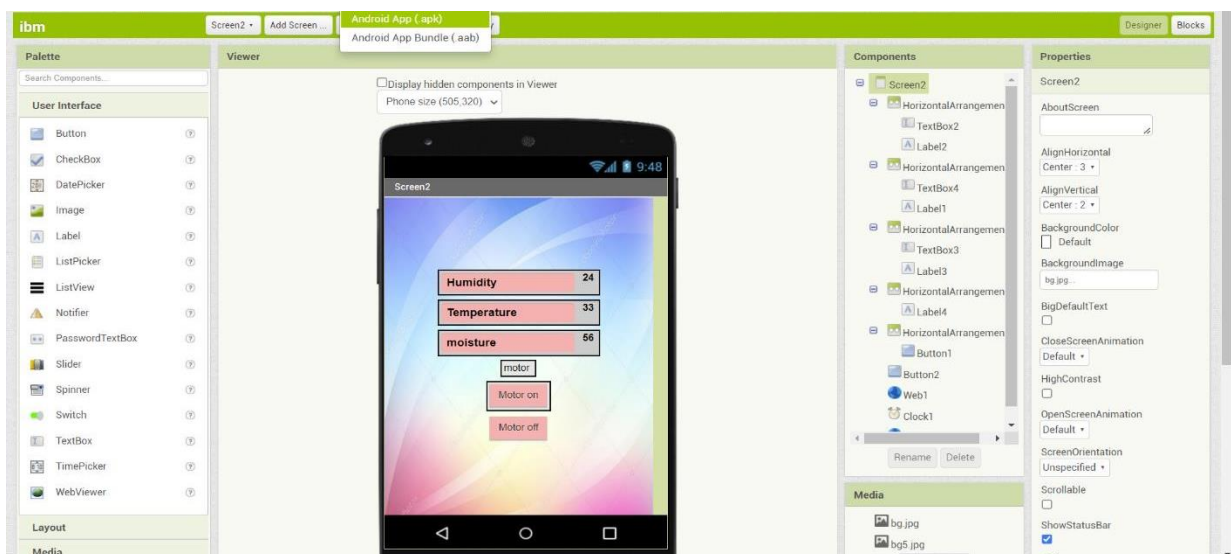 ibm
Screen2
Add Screen ...
Android App (.apk)
Android App Bundle (.aab)
Designer
Blocks
Palette
Search Components...
User Interface
Button
CheckBox
DatePicker
Image
Label
ListPicker
ListView
Notifier
PasswordTextBox
Slider
Spinner
Switch
TextBox
TimePicker
WebViewer
Layout
Media
Viewer
Display hidden components in Viewer
Phone size (505,320)
9:48
Screen2
Humidity 24
Temperature 33
moisture 56
motor
Motor on
Motor off
Components
Screen2
HorizontalArrangemen
TextBox2
Label2
HorizontalArrangemen
TextBox4
Label1
HorizontalArrangemen
TextBox3
Label3
HorizontalArrangemen
Label4
HorizontalArrangemen
Button1
Button2
Web1
Clock1
Rename Delete
Media
bg.jpg
bg5.jpg
Properties
Screen2
AboutScreen
AlignHorizontal
Center : 3
AlignVertical
Center : 2
BackgroundColor
Default
BackgroundImage
bg.jpg...
BigDefaultText
CloseScreenAnimation
Default
HighContrast
OpenScreenAnimation
Default
ScreenOrientation
Unspecified
Scrollable
ShowStatusBar